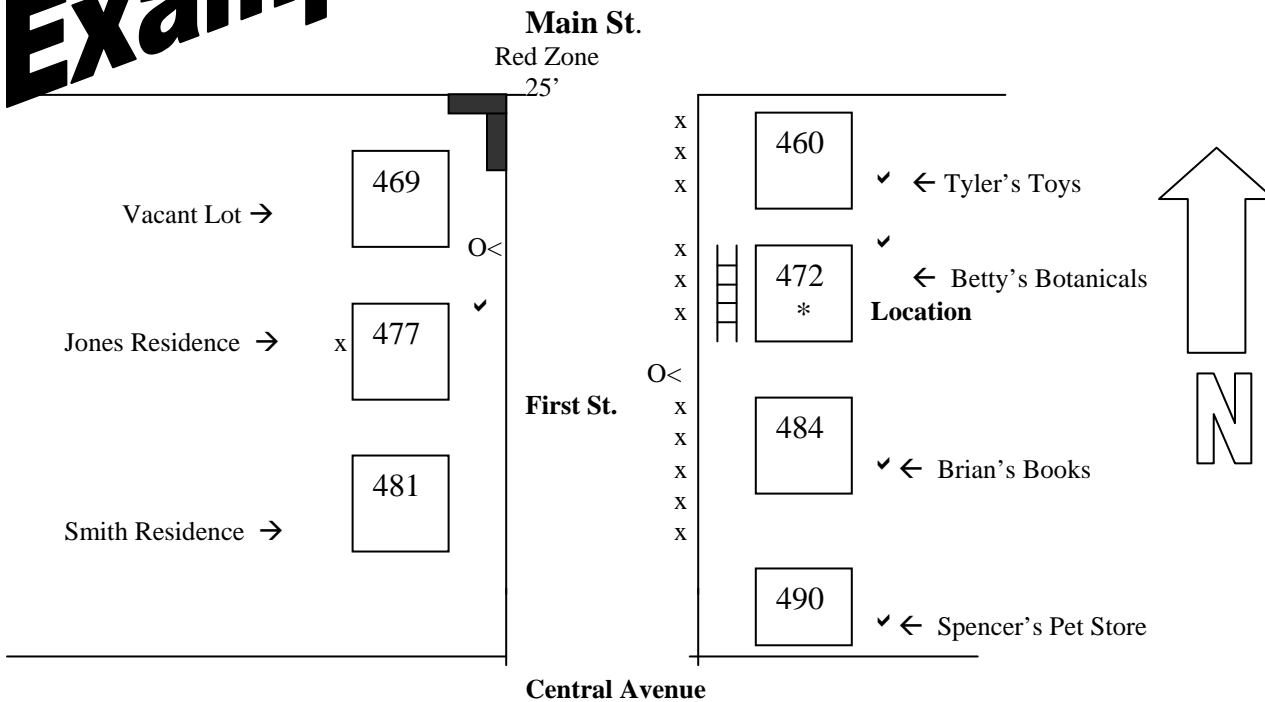 Main St.
Red Zone
25'
x
460
x
469
x
✓ ← Tyler's Toys
Vacant Lot →
✓
O<
x
x
472
← Betty's Botanicals
✓
x
*
Location
Jones Residence →
x
477
O<
First St.
x
484
x
x
✓ ← Brian's Books
481
x
Smith Residence →
x
490
✓ ← Spencer's Pet Store
N
Central Avenue